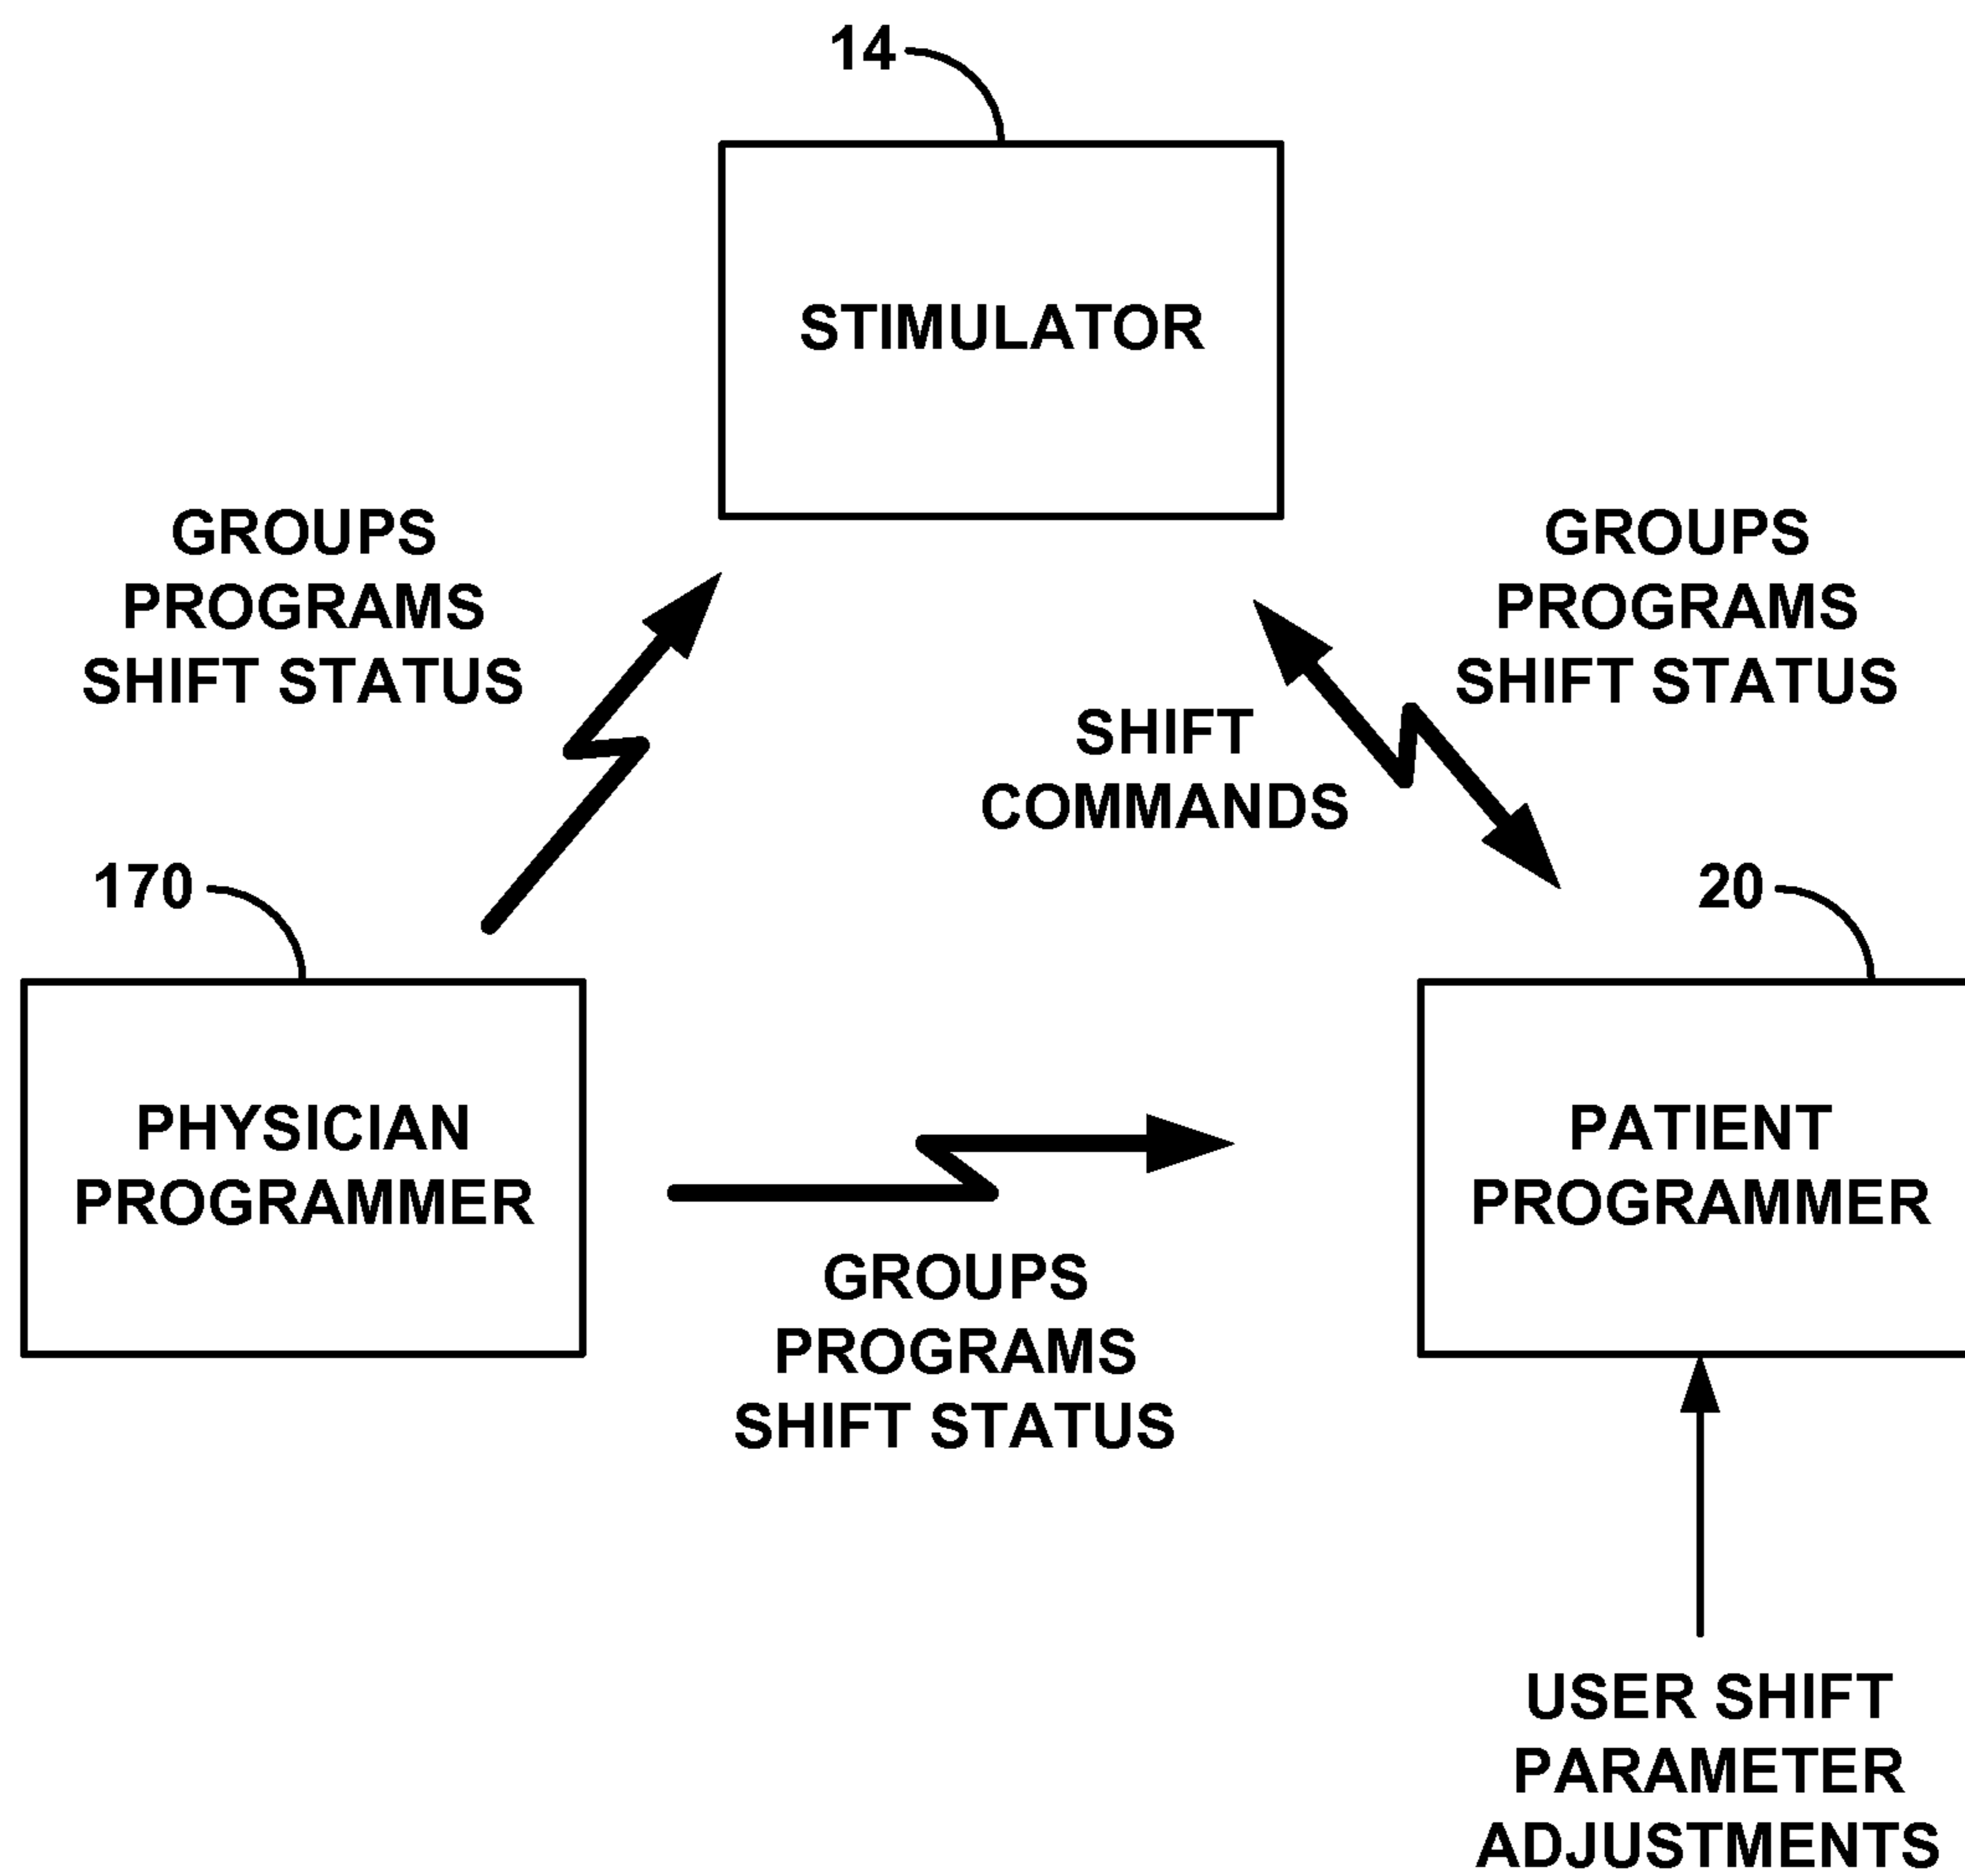 14
STIMULATOR
GROUPS
PROGRAMS
SHIFT STATUS
GROUPS
PROGRAMS
SHIFT STATUS
SHIFT
COMMANDS
170
20
PHYSICIAN
PROGRAMMER
PATIENT
PROGRAMMER
GROUPS
PROGRAMS
SHIFT STATUS
USER SHIFT
PARAMETER
ADJUSTMENTS